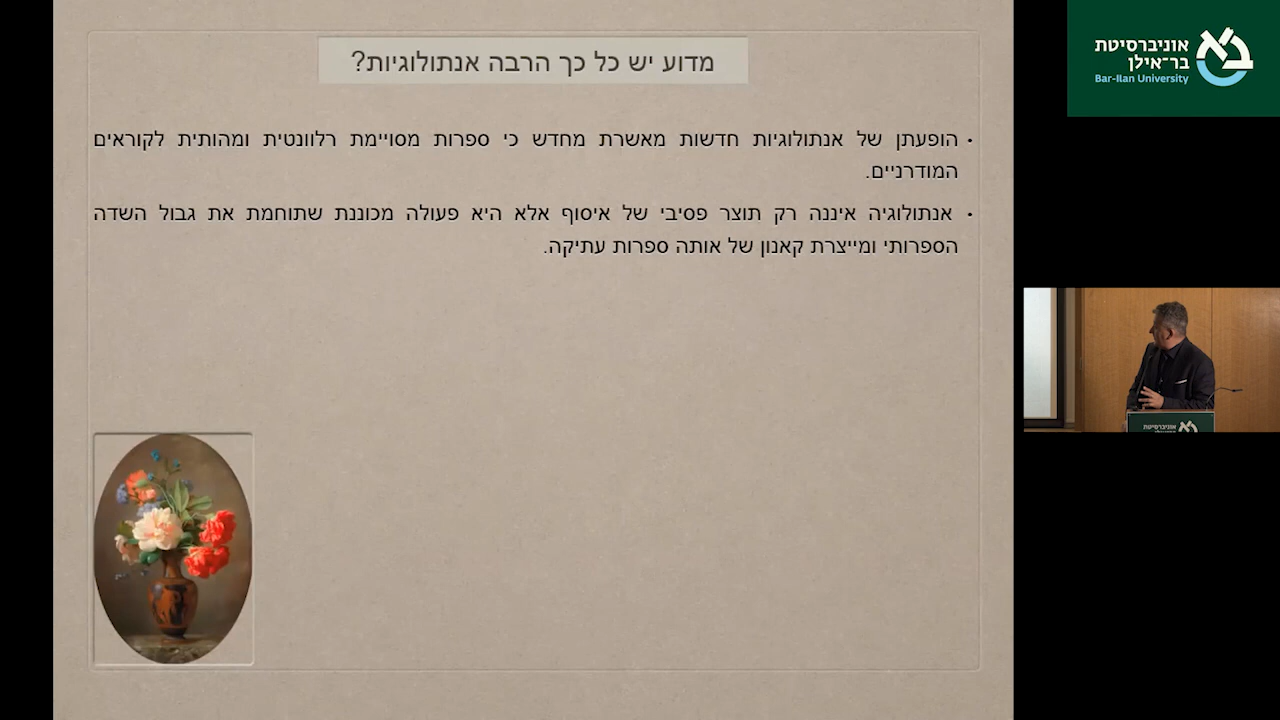 מדוע יש כל כך הרבה אנתולוגיות?
• הופעתן של אנתולוגיות חדשות מאשרת מחדש כי ספרות מסויימת רלוונטית ומהותית לקוראים
המודרניים.
• אנתולוגיה איננה רק תוצר פסיבי של איסוף אלא היא פעולה מכוננת שתוחמת את גבול השדה
הספרותי ומייצרת קאנון של אותה ספרות עתיקה.
אוניברסיטת
בר־אילן
Bar-Ilan University
אוניברסיטת